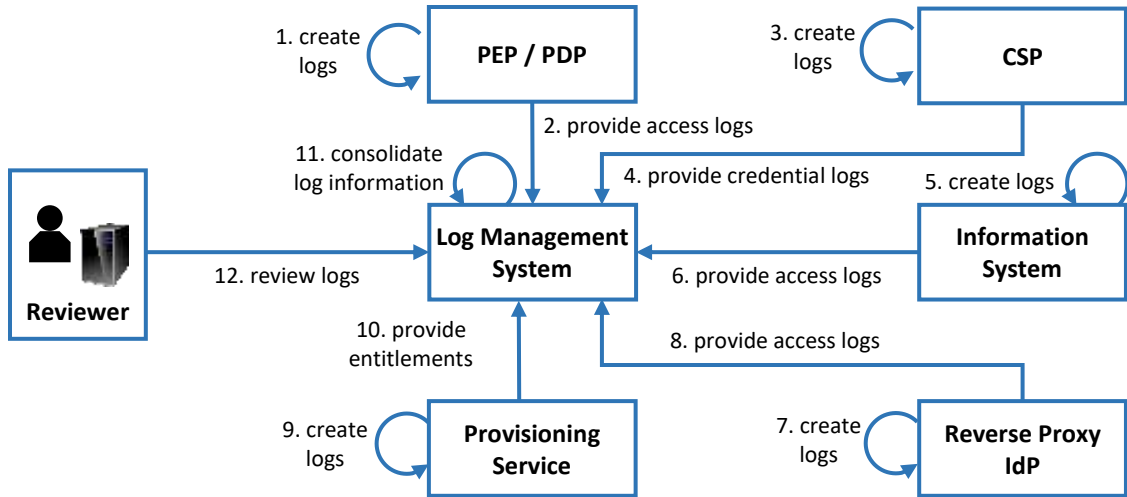 1. create
logs
PEP / PDP
3. create
logs
CSP
2. provide access logs
11. consolidate
log information
4. provide credential logs
5. create logs
Reviewer
12. review logs
Log Management
System
6. provide access logs
Information
System
10. provide
entitlements
8. provide access logs
9. create
logs
Provisioning
Service
7. create
logs
Reverse Proxy
IdP